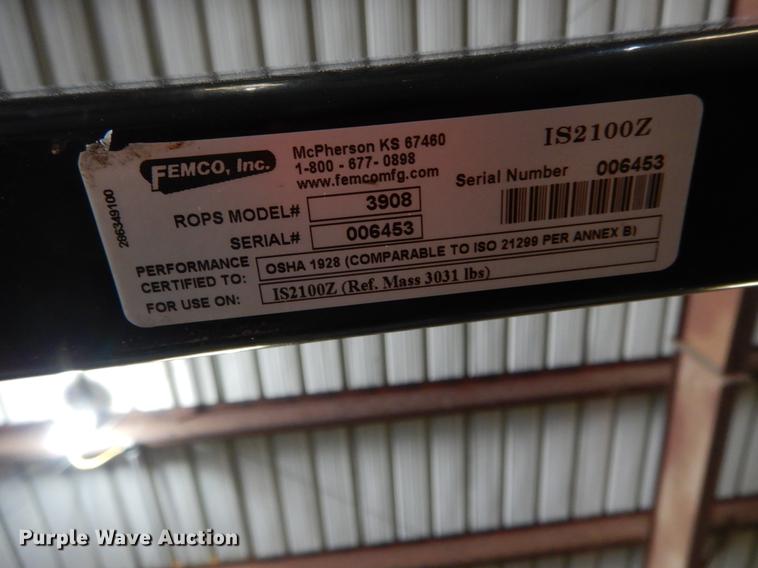 FEMCO, Inc.
McPherson KS 67460
1-800 - 677- 0898
www.femcomfg.com
IS2100Z
Serial Number 006453
286349100
ROPS MODEL# 3908
SERIAL# 006453
PERFORMANCE CERTIFIED TO: OSHA 1928 (COMPARABLE TO ISO 21299 PER ANNEX B)
FOR USE ON: IS2100Z (Ref. Mass 3031 lbs)
Purple Wave Auction®